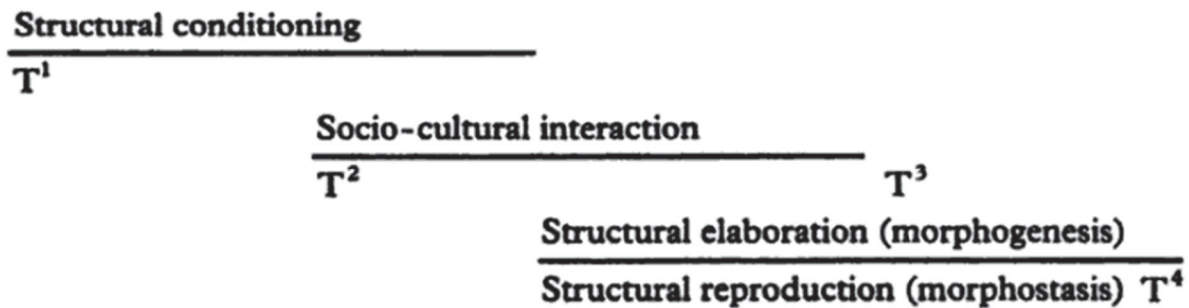 Structural conditioning
T¹
Socio-cultural interaction
T² T³
Structural elaboration (morphogenesis)
Structural reproduction (morphostasis) T⁴